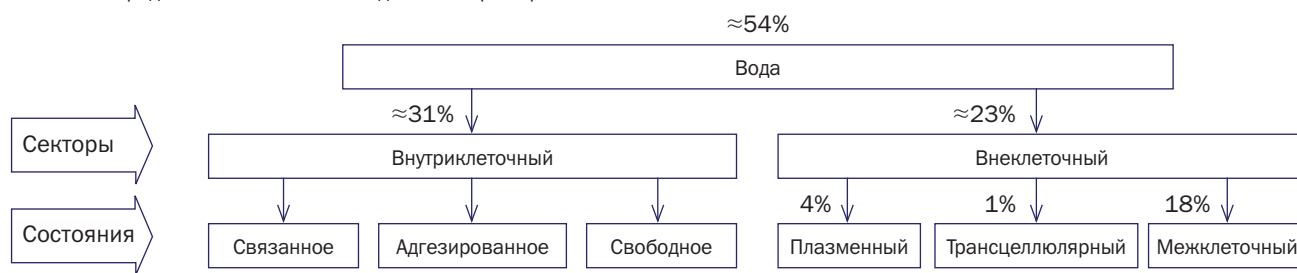 ≈54%
Вода
≈31% ≈23%
Секторы
Внутриклеточный Внеклеточный
4% 1% 18%
Состояния
Связанное Адгезированное Свободное Плазменный Трансцеллюлярный Межклеточный